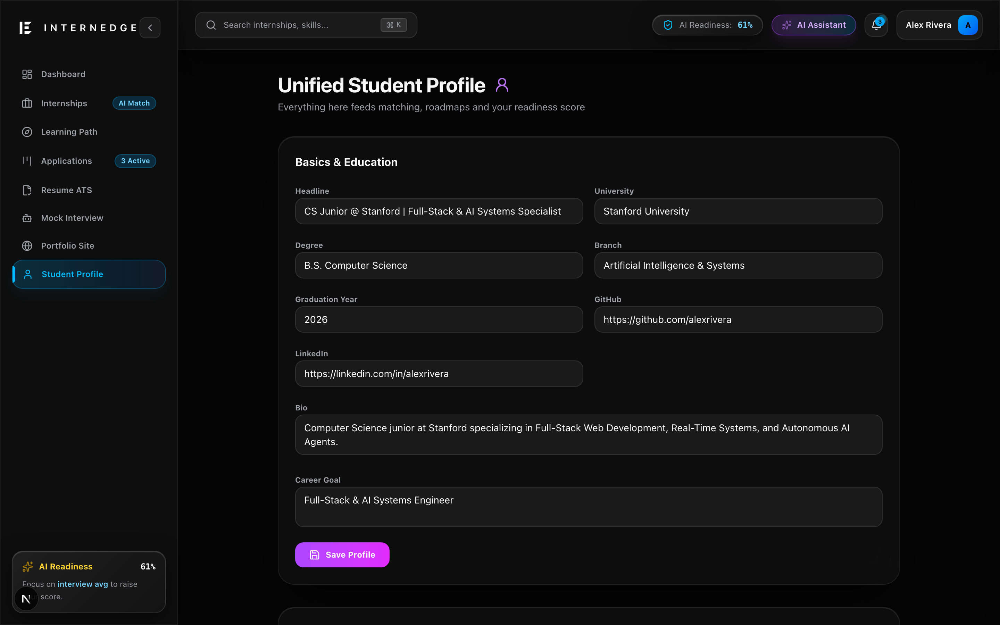 INTERNEDGE
Search internships, skills...
⌘ K
AI Readiness: 61%
AI Assistant
3
Alex Rivera
A
Dashboard
Internships
AI Match
Learning Path
Applications
3 Active
Resume ATS
Mock Interview
Portfolio Site
Student Profile
AI Readiness
61%
Focus on interview avg to raise
score.
N
Unified Student Profile
Everything here feeds matching, roadmaps and your readiness score
Basics & Education
Headline
CS Junior @ Stanford | Full-Stack & AI Systems Specialist
University
Stanford University
Degree
B.S. Computer Science
Branch
Artificial Intelligence & Systems
Graduation Year
2026
GitHub
https://github.com/alexrivera
LinkedIn
https://linkedin.com/in/alexrivera
Bio
Computer Science junior at Stanford specializing in Full-Stack Web Development, Real-Time Systems, and Autonomous AI
Agents.
Career Goal
Full-Stack & AI Systems Engineer
Save Profile